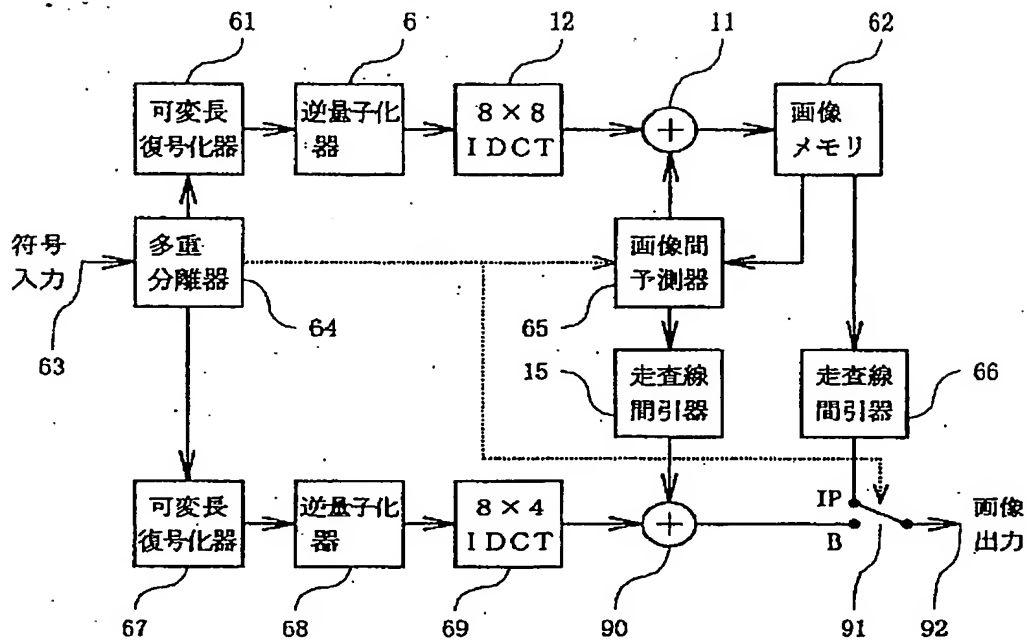 61
6
12
11
62
可変長
復号化器
逆量子化
器
8×8
IDCT
+
画像
メモリ
符号
入力
多重
分離器
画像間
予測器
63
64
65
15
走査線
間引器
走査線
間引器
66
可変長
復号化器
逆量子化
器
8×4
IDCT
+
IP
B
画像
出力
67
68
69
90
91
92